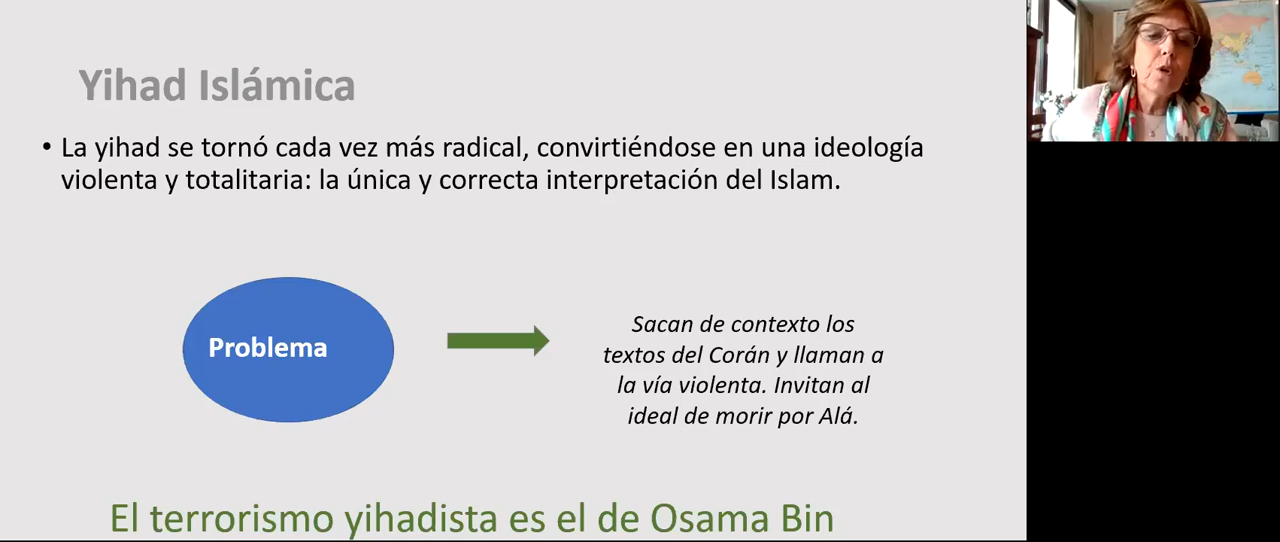 Yihad Islámica
• La yihad se tornó cada vez más radical, convirtiéndose en una ideología
violenta y totalitaria: la única y correcta interpretación del Islam.
Problema
Sacan de contexto los
textos del Corán y llaman a
la vía violenta. Invitan al
ideal de morir por Alá.
El terrorismo yihadista es el de Osama Bin